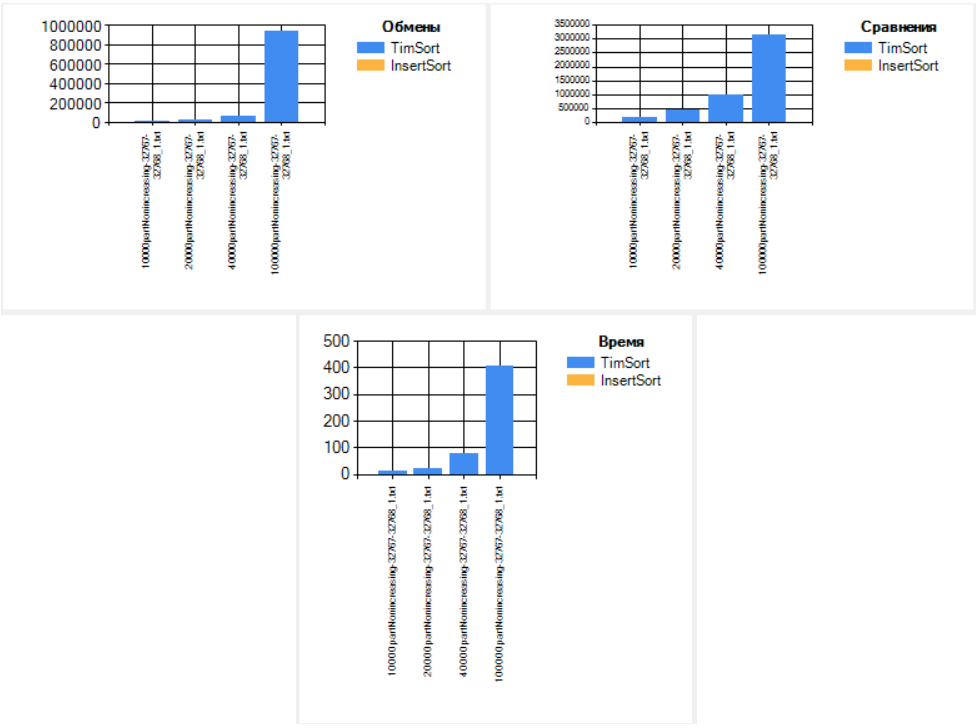 Обмены
TimSort
InsertSort
1000000
800000
600000
400000
200000
0
10000partNonincreasing-32767-
32768_1.txt
20000partNonincreasing-32767-
32768_1.txt
40000partNonincreasing-32767-
32768_1.txt
100000partNonincreasing-32767-
32768_1.txt
Сравнения
TimSort
InsertSort
3500000
3000000
2500000
2000000
1500000
1000000
500000
0
10000partNonincreasing-32767-
32768_1.txt
20000partNonincreasing-32767-
32768_1.txt
40000partNonincreasing-32767-
32768_1.txt
100000partNonincreasing-32767-
32768_1.txt
Время
TimSort
InsertSort
500
400
300
200
100
0
10000partNonincreasing-32767-32768_1.txt
20000partNonincreasing-32767-32768_1.txt
40000partNonincreasing-32767-32768_1.txt
100000partNonincreasing-32767-32768_1.txt